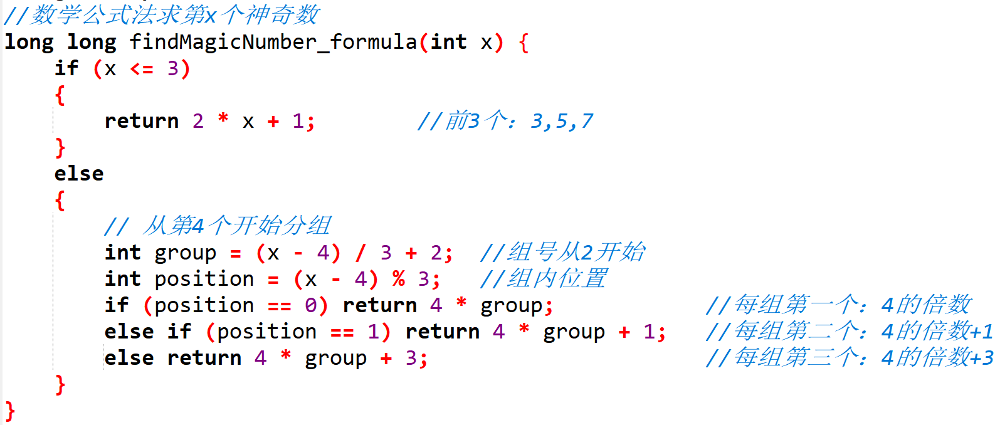 //数学公式法求第x个神奇数
long long findMagicNumber_formula(int x) {
    if (x <= 3)
    {
        return 2 * x + 1;        //前3个：3,5,7
    }
    else
    {
        // 从第4个开始分组
        int group = (x - 4) / 3 + 2;  //组号从2开始
        int position = (x - 4) % 3;   //组内位置
        if (position == 0) return 4 * group;            //每组第一个：4的倍数
        else if (position == 1) return 4 * group + 1;   //每组第二个：4的倍数+1
        else return 4 * group + 3;                      //每组第三个：4的倍数+3
    }
}